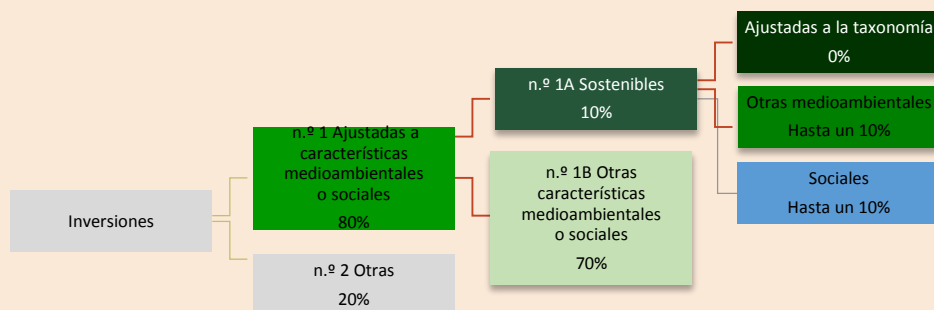 Inversiones
n.º 1 Ajustadas a
características
medioambientales
o sociales
80%
n.º 2 Otras
20%
n.º 1A Sostenibles
10%
n.º 1B Otras
características
medioambientales
o sociales
70%
Ajustadas a la taxonomía
0%
Otras medioambientales
Hasta un 10%
Sociales
Hasta un 10%